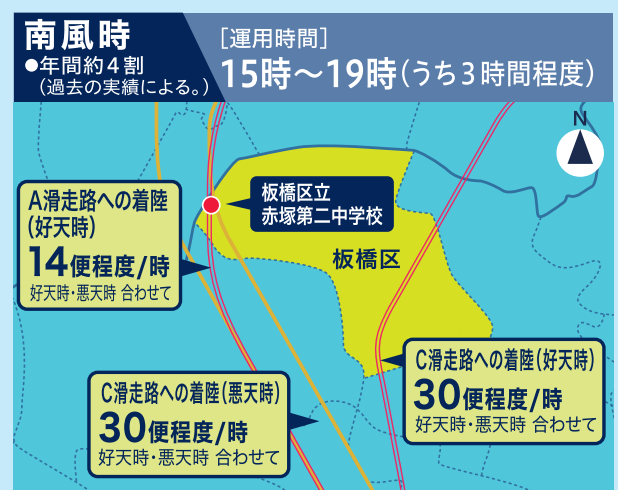 南風時
●年間約4割
(過去の実績による。)
[運用時間]
15時～19時(うち3時間程度)
N
A滑走路への着陸
(好天時)
14便程度/時
好天時・悪天時 合わせて
板橋区立
赤塚第二中学校
板橋区
C滑走路への着陸(好天時)
30便程度/時
好天時・悪天時 合わせて
C滑走路への着陸(悪天時)
30便程度/時
好天時・悪天時 合わせて